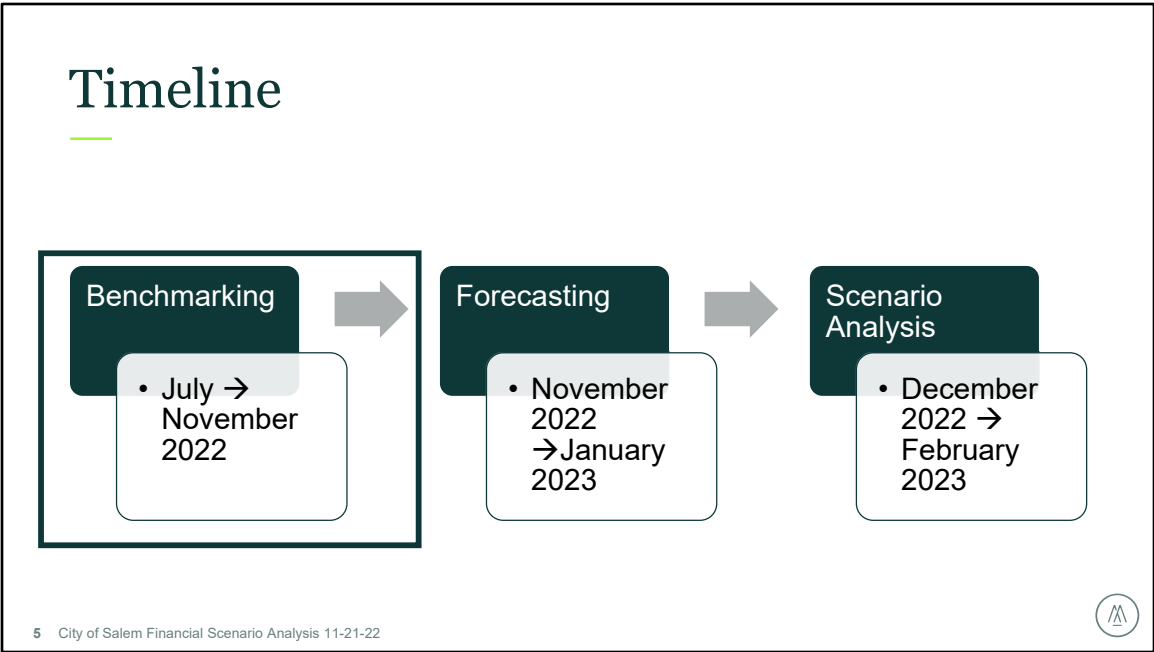 Timeline
Benchmarking
• July →
November
2022
Forecasting
• November
2022
→January
2023
Scenario
Analysis
• December
2022 →
February
2023
5 City of Salem Financial Scenario Analysis 11-21-22